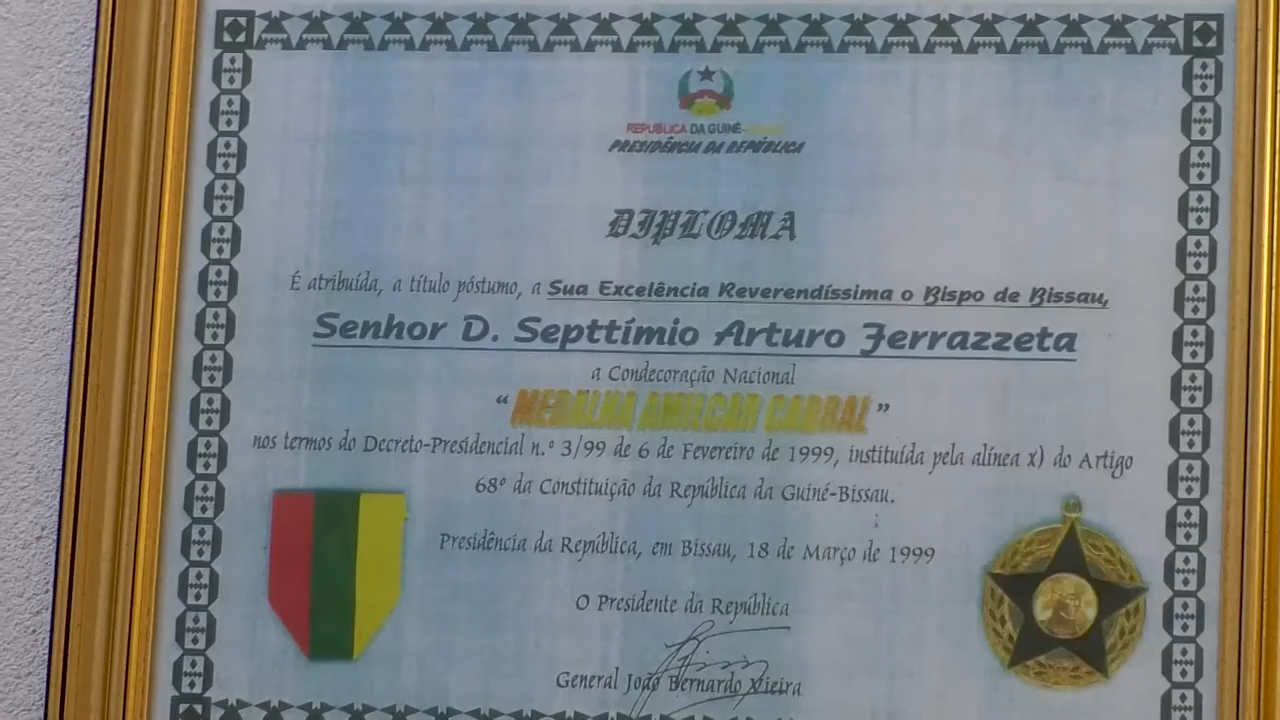 REPÚBLICA DA GUINÉ-
PRESIDÊNCIA DA REPÚBLICA
DIPLOMA
É atribuída, a título póstumo, a Sua Excelência Reverendíssima o Bispo de Bissau,
Senhor D. Septtímio Arturo Ferrazzeta
a Condecoração Nacional
“ MEDALHA AMILCAR CABRAL ”
nos termos do Decreto-Presidencial n.º 3/99 de 6 de Fevereiro de 1999, instituída pela alínea x) do Artigo
68º da Constituição da República da Guiné-Bissau.
Presidência da República, em Bissau, 18 de Março de 1999
O Presidente da República
General João Bernardo Vieira